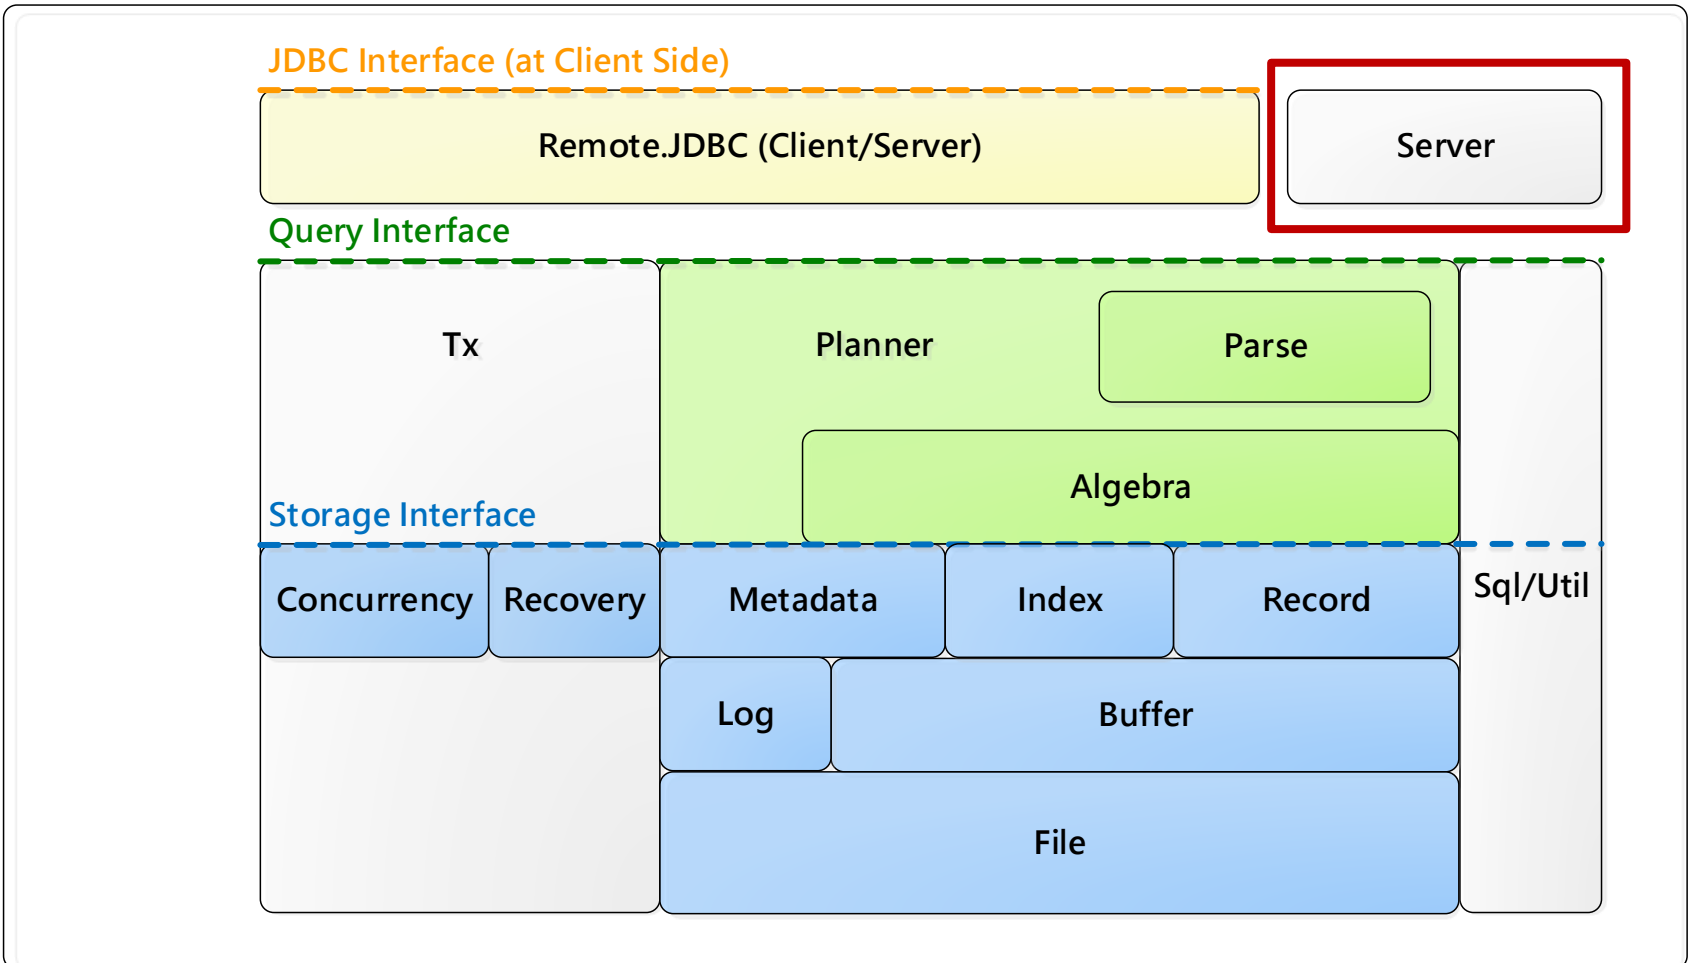 JDBC Interface (at Client Side)
Remote.JDBC (Client/Server)
Server
Query Interface
Tx
Planner
Parse
Algebra
Storage Interface
Concurrency
Recovery
Metadata
Index
Record
Sql/Util
Log
Buffer
File